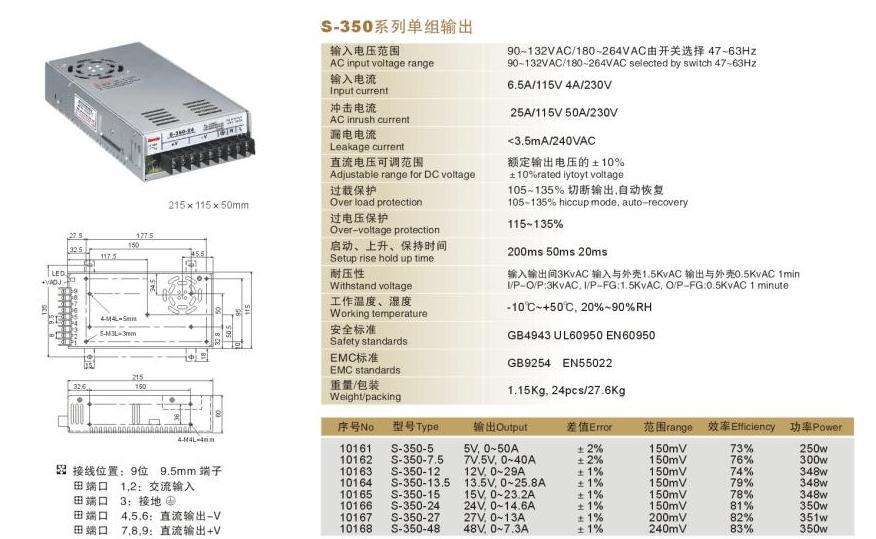 S-350系列单组输出
输入电压范围 90~132VAC/180~264VAC由开关选择 47~63Hz
AC input voltage range 90~132VAC/180~264VAC selected by switch 47~63Hz
输入电流
Input current 6.5A/115V 4A/230V
冲击电流
AC inrush current 25A/115V 50A/230V
漏电电流
Leakage current <3.5mA/240VAC
直流电压可调范围 额定输出电压的±10%
Adjustable range for DC voltage ±10%rated iytoyt voltage
过载保护 105~135% 切断输出,自动恢复
Over load protection 105~135% hiccup mode, auto-recovery
过电压保护
Over-voltage protection 115~135%
启动、上升、保持时间
Setup rise hold up time 200ms 50ms 20ms
耐压性 输入输出间3KvAC 输入与外壳1.5KvAC 输出与外壳0.5KvAC 1min
Withstand voltage I/P-O/P:3KvAC, I/P-FG:1.5KvAC, O/P-FG:0.5KvAC 1 minute
工作温度、湿度
Working temperature -10℃~+50℃, 20%~90%RH
安全标准
Safety standards GB4943 UL60950 EN60950
EMC标准
EMC standards GB9254 EN55022
重量/包装
Weight/packing 1.15Kg, 24pcs/27.6Kg
序号No 型号Type 输出Output 差值Error 范围range 效率Efficiency 功率Power
10161 S-350-5 5V, 0~50A ±2% 150mV 73% 250w
10162 S-350-7.5 7V.5V, 0~40A ±2% 150mV 76% 300w
10163 S-350-12 12V, 0~29A ±1% 150mV 74% 348w
10164 S-350-13.5 13.5V, 0~25.8A ±1% 150mV 79% 348w
10165 S-350-15 15V, 0~23.2A ±1% 150mV 78% 348w
10166 S-350-24 24V, 0~14.6A ±1% 150mV 81% 350w
10167 S-350-27 27V, 0~13A ±1% 200mV 82% 351w
10168 S-350-48 48V, 0~7.3A ±1% 240mV 83% 350w
S-350-24
+V -V
215×115×50mm
27.5 177.5
32.5 150 45.5
117.5
LED
+VADJ
34.5
9
8
7
6
5
4
3
2
1
135
9.5
8
4-M4L=5mm
5-M3L=3mm
50
95
115
32.8
50.5
10
15
18
215
32.6 150
36
60
4-M4L=4mm
接线位置：9位 9.5mm 端子
端口 1,2：交流输入
端口 3：接地
端口 4,5,6：直流输出-V
端口 7,8,9：直流输出+V